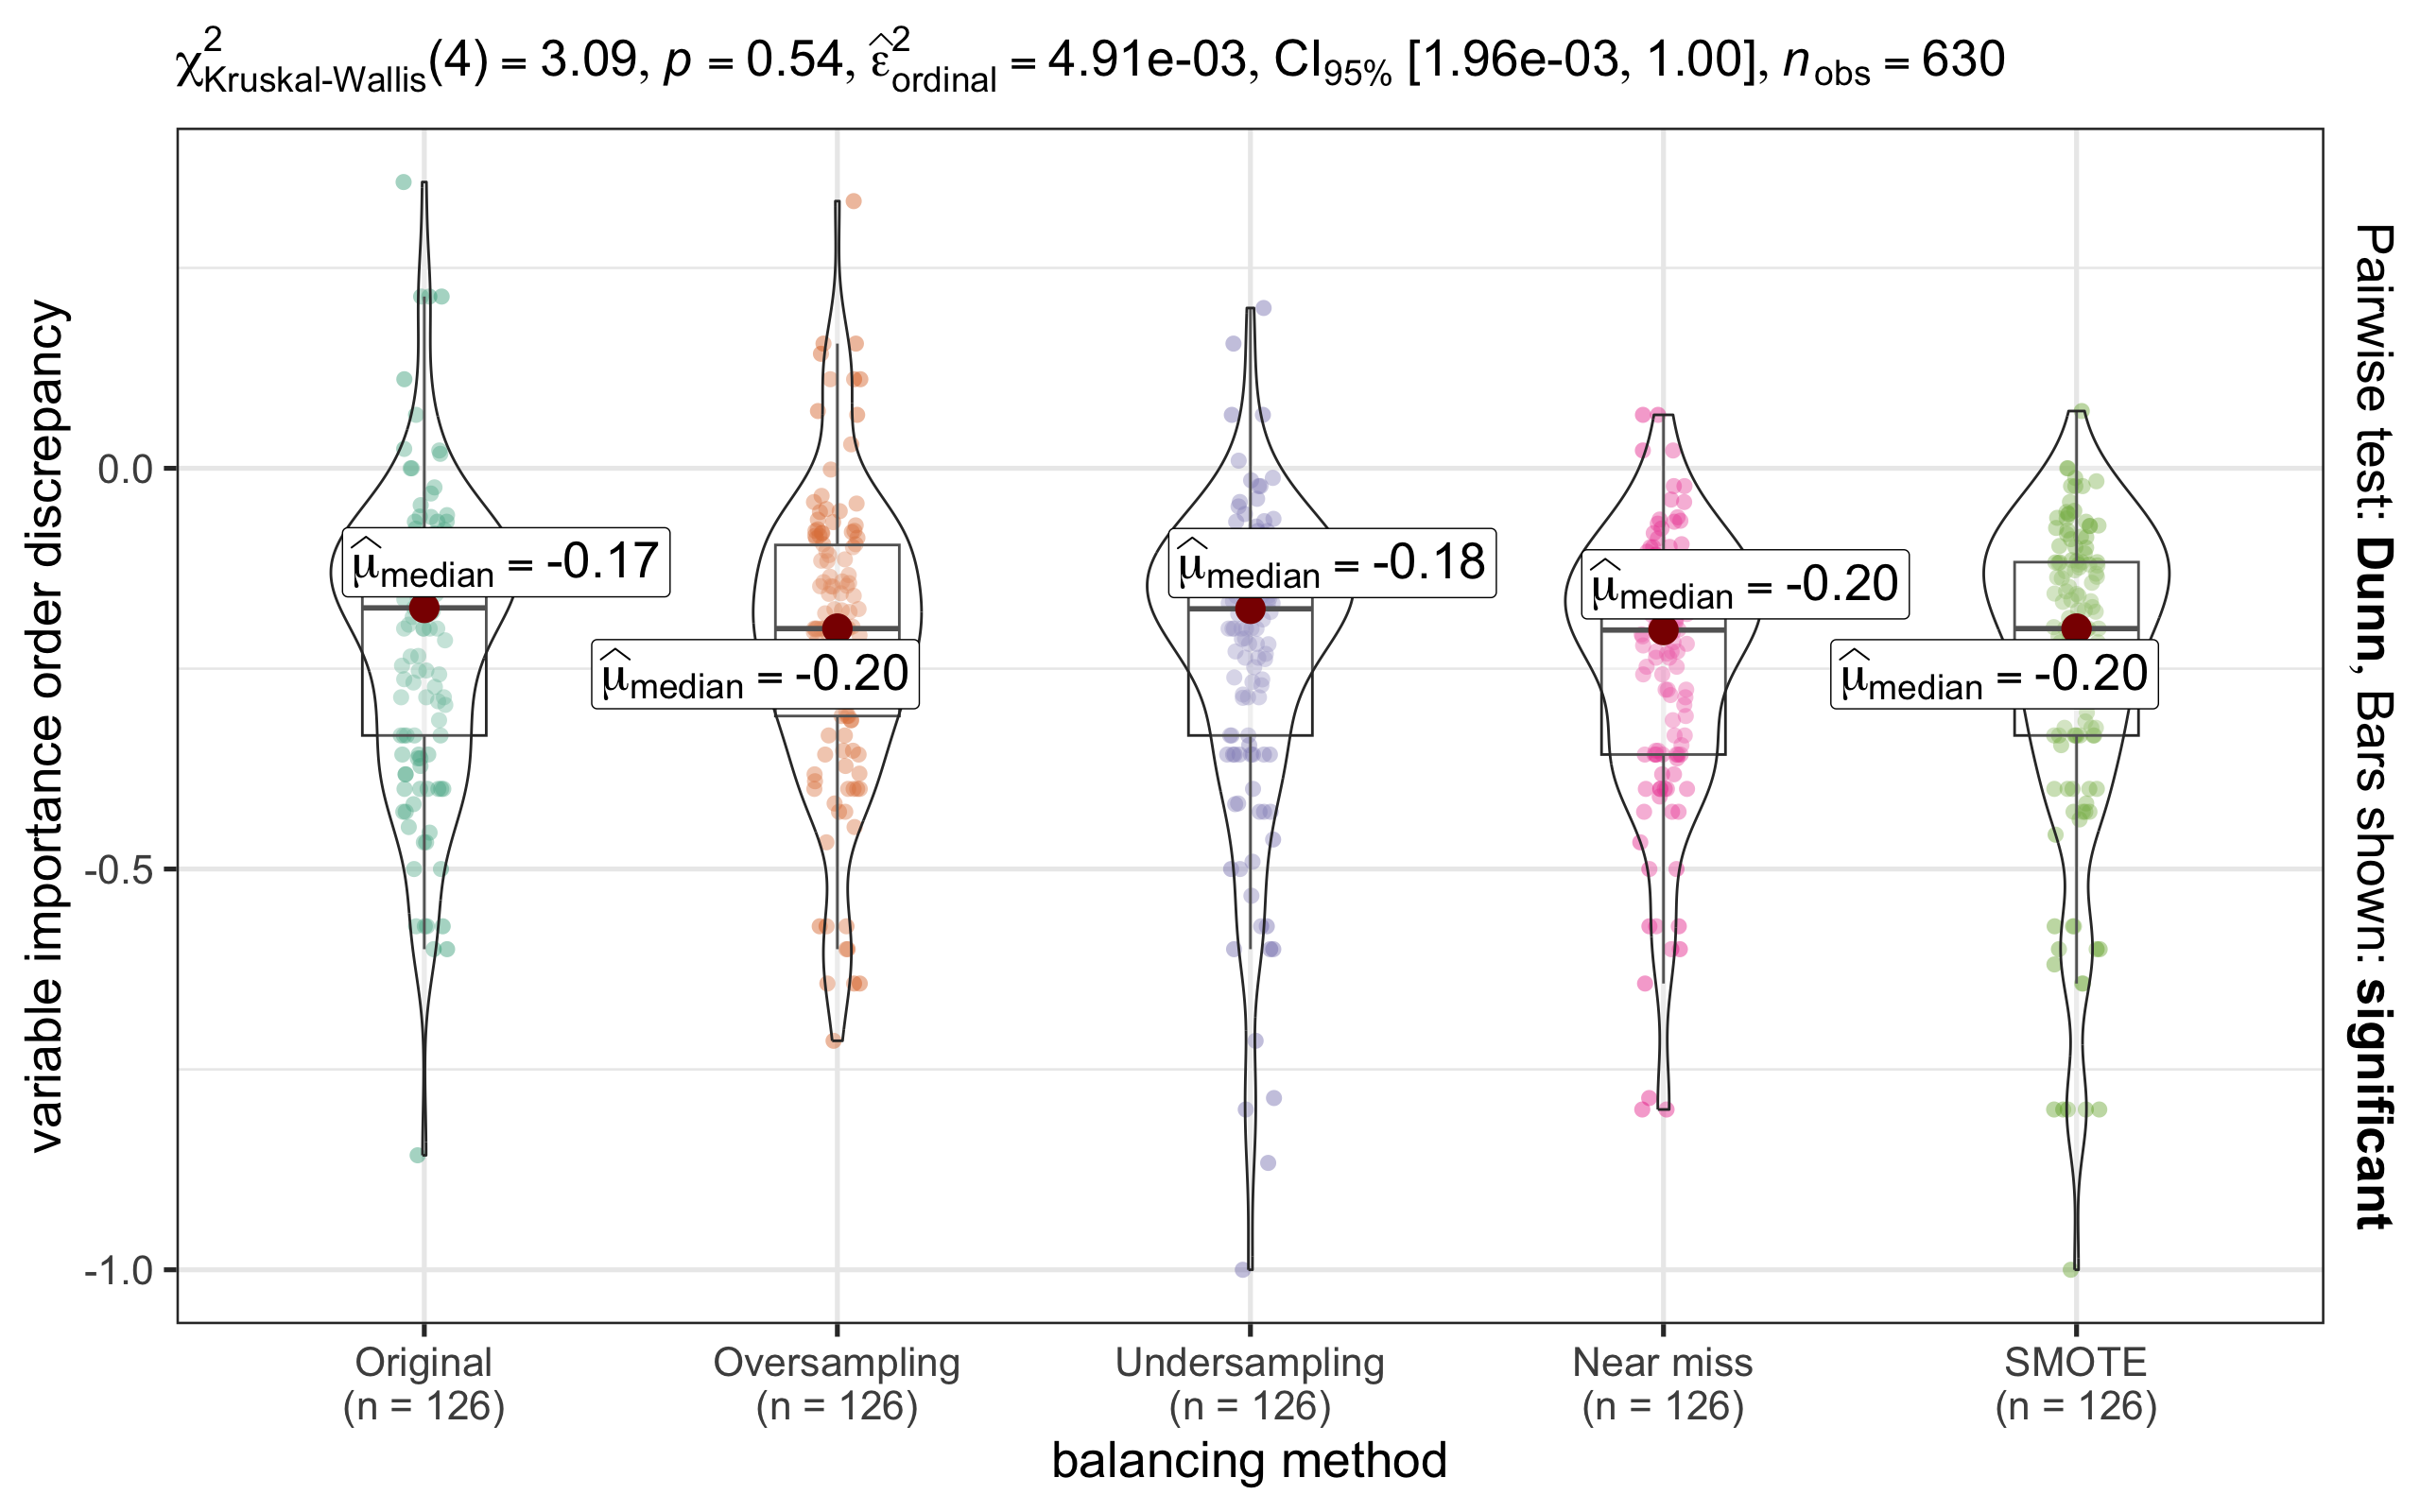 χ²Kruskal-Wallis(4) = 3.09, p = 0.54, ε̂²ordinal = 4.91e-03, CI95% [1.96e-03, 1.00], nobs = 630
variable importance order discrepancy
0.0
-0.5
-1.0
μ̂median = -0.17
μ̂median = -0.20
μ̂median = -0.18
μ̂median = -0.20
μ̂median = -0.20
Pairwise test: Dunn, Bars shown: significant
Original
(n = 126)
Oversampling
(n = 126)
Undersampling
(n = 126)
Near miss
(n = 126)
SMOTE
(n = 126)
balancing method